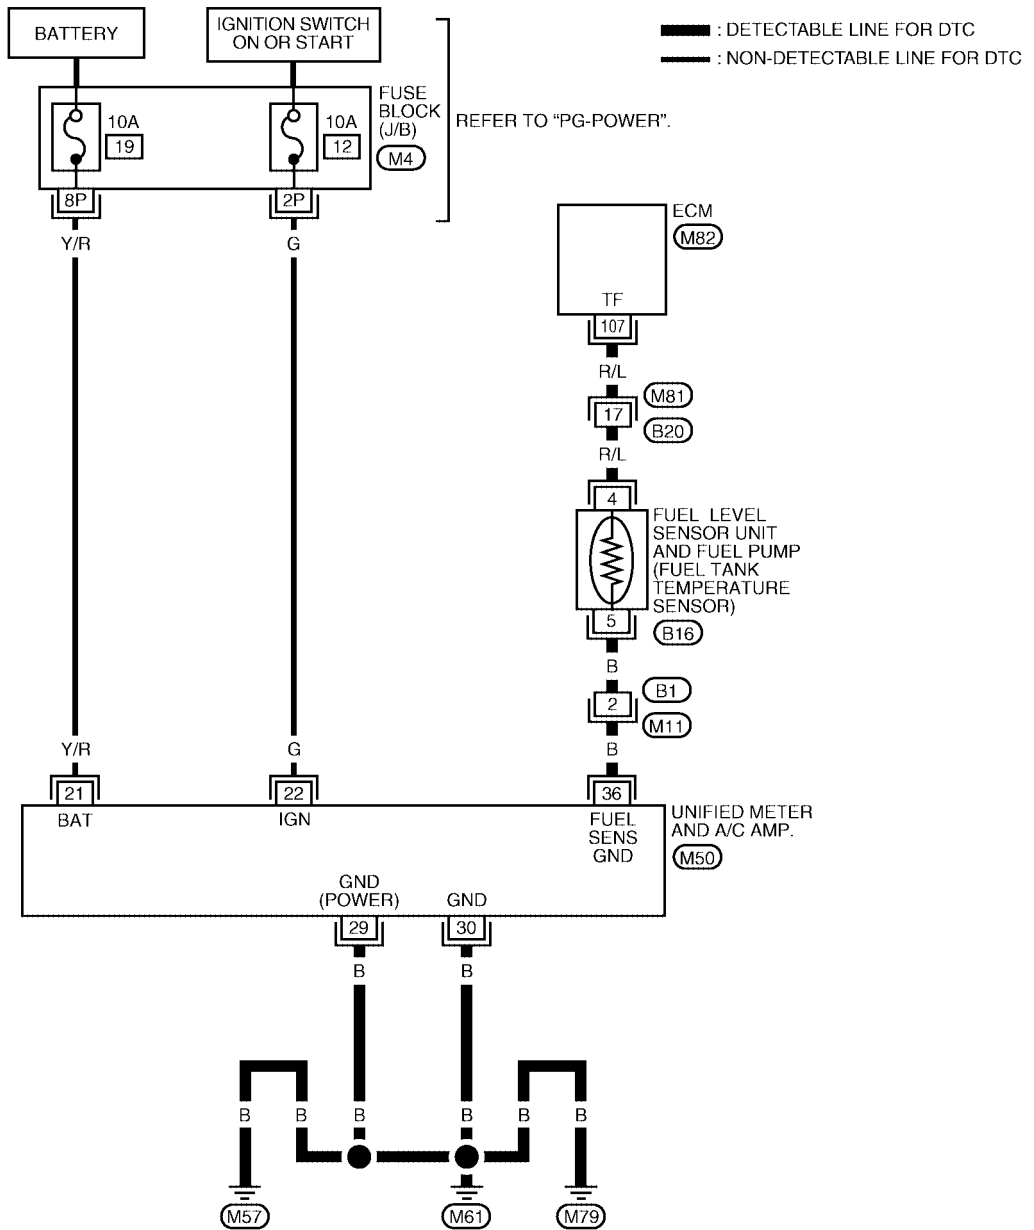 BATTERY
IGNITION SWITCH
ON OR START
: DETECTABLE LINE FOR DTC
: NON-DETECTABLE LINE FOR DTC
10A
19
10A
12
FUSE
BLOCK
(J/B)
M4
REFER TO "PG-POWER".
8P
2P
Y/R
G
ECM
M82
TF
107
R/L
M81
17
B20
R/L
4
FUEL LEVEL
SENSOR UNIT
AND FUEL PUMP
(FUEL TANK
TEMPERATURE
SENSOR)
5
B16
B
B1
2
M11
Y/R
G
B
21
22
36
BAT
IGN
FUEL
SENS
GND
UNIFIED METER
AND A/C AMP.
M50
GND
(POWER)
GND
29
30
B
B
B
B
B
B
B
B
M57
M61
M79